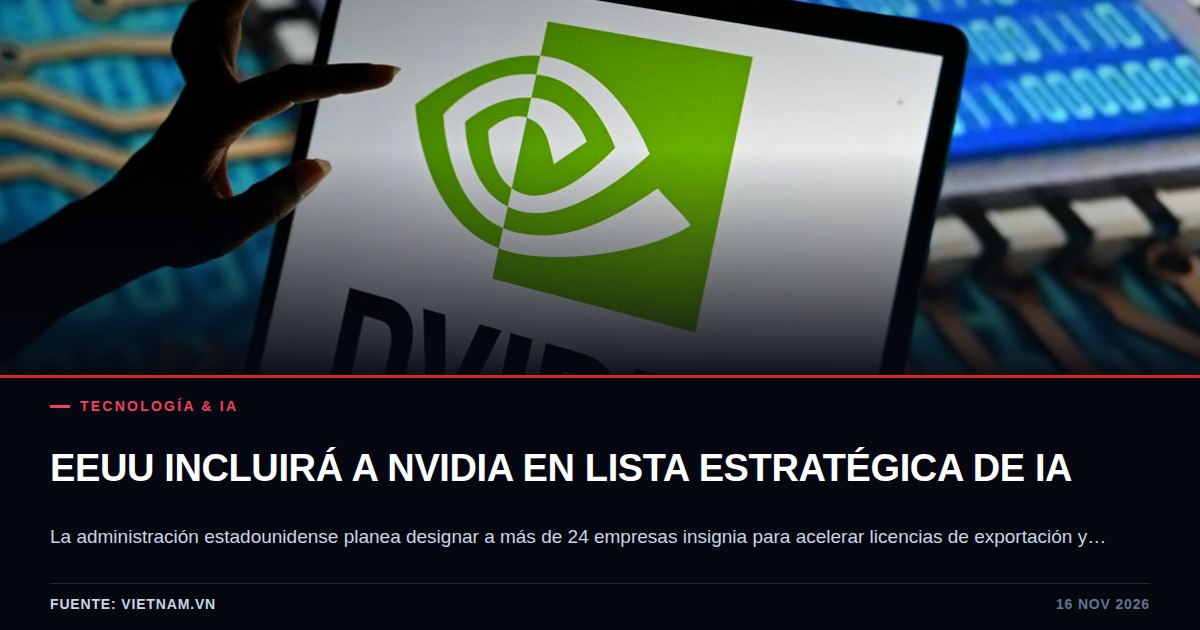 TECNOLOGÍA & IA
EEUU INCLUIRÁ A NVIDIA EN LISTA ESTRATÉGICA DE IA
La administración estadounidense planea designar a más de 24 empresas insignia para acelerar licencias de exportación y…
FUENTE: VIETNAM.VN
16 NOV 2026